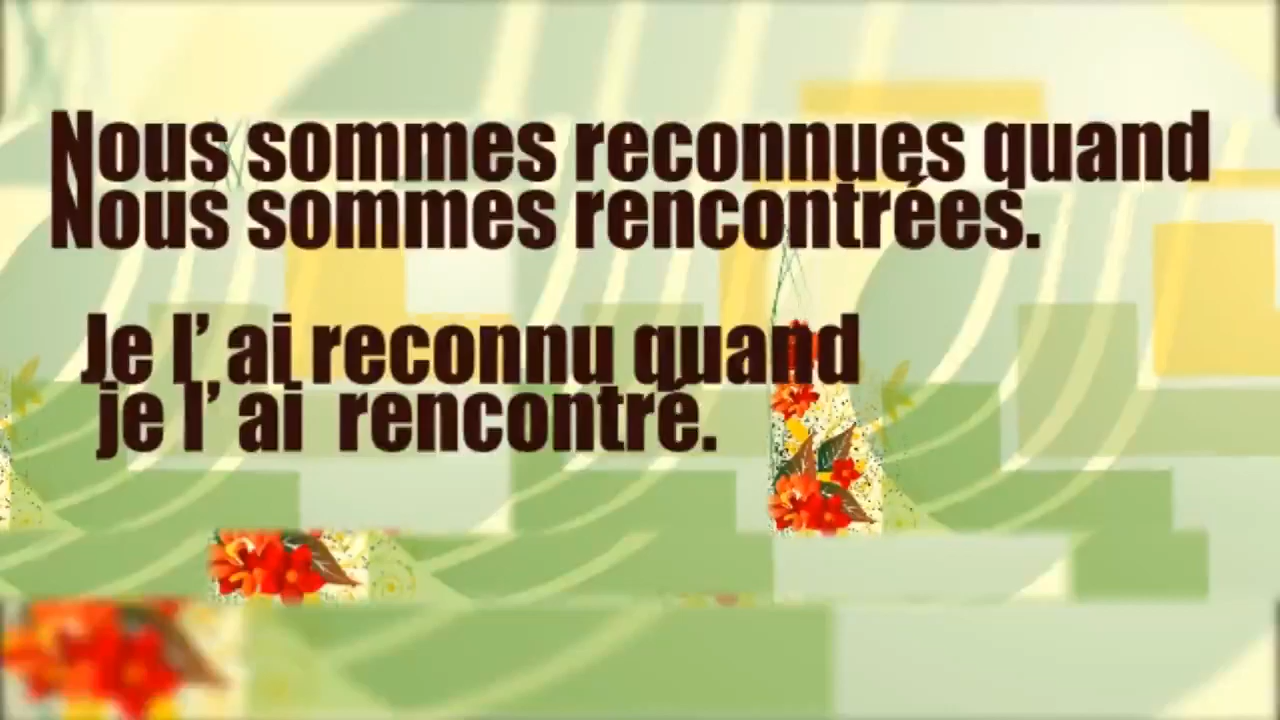 Nous sommes reconnues quand
Nous sommes rencontrées.
Je l’ ai reconnu quand
je l’ ai rencontré.